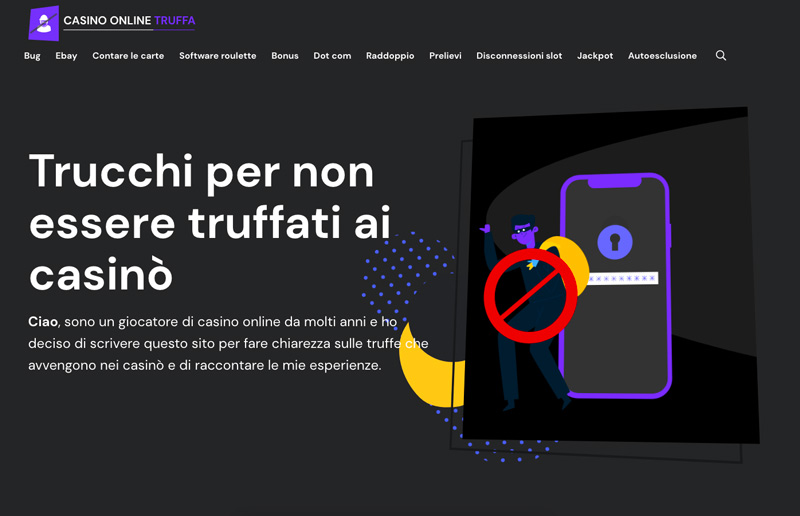 CASINO ONLINE TRUFFA
Bug Ebay Contare le carte Software roulette Bonus Dot com Raddoppio Prelievi Disconnessioni slot Jackpot Autoesclusione
Trucchi per non
essere truffati ai
casinò
Ciao, sono un giocatore di casino online da molti anni e ho
deciso di scrivere questo sito per fare chiarezza sulle truffe che
avvengono nei casinò e di raccontare le mie esperienze.